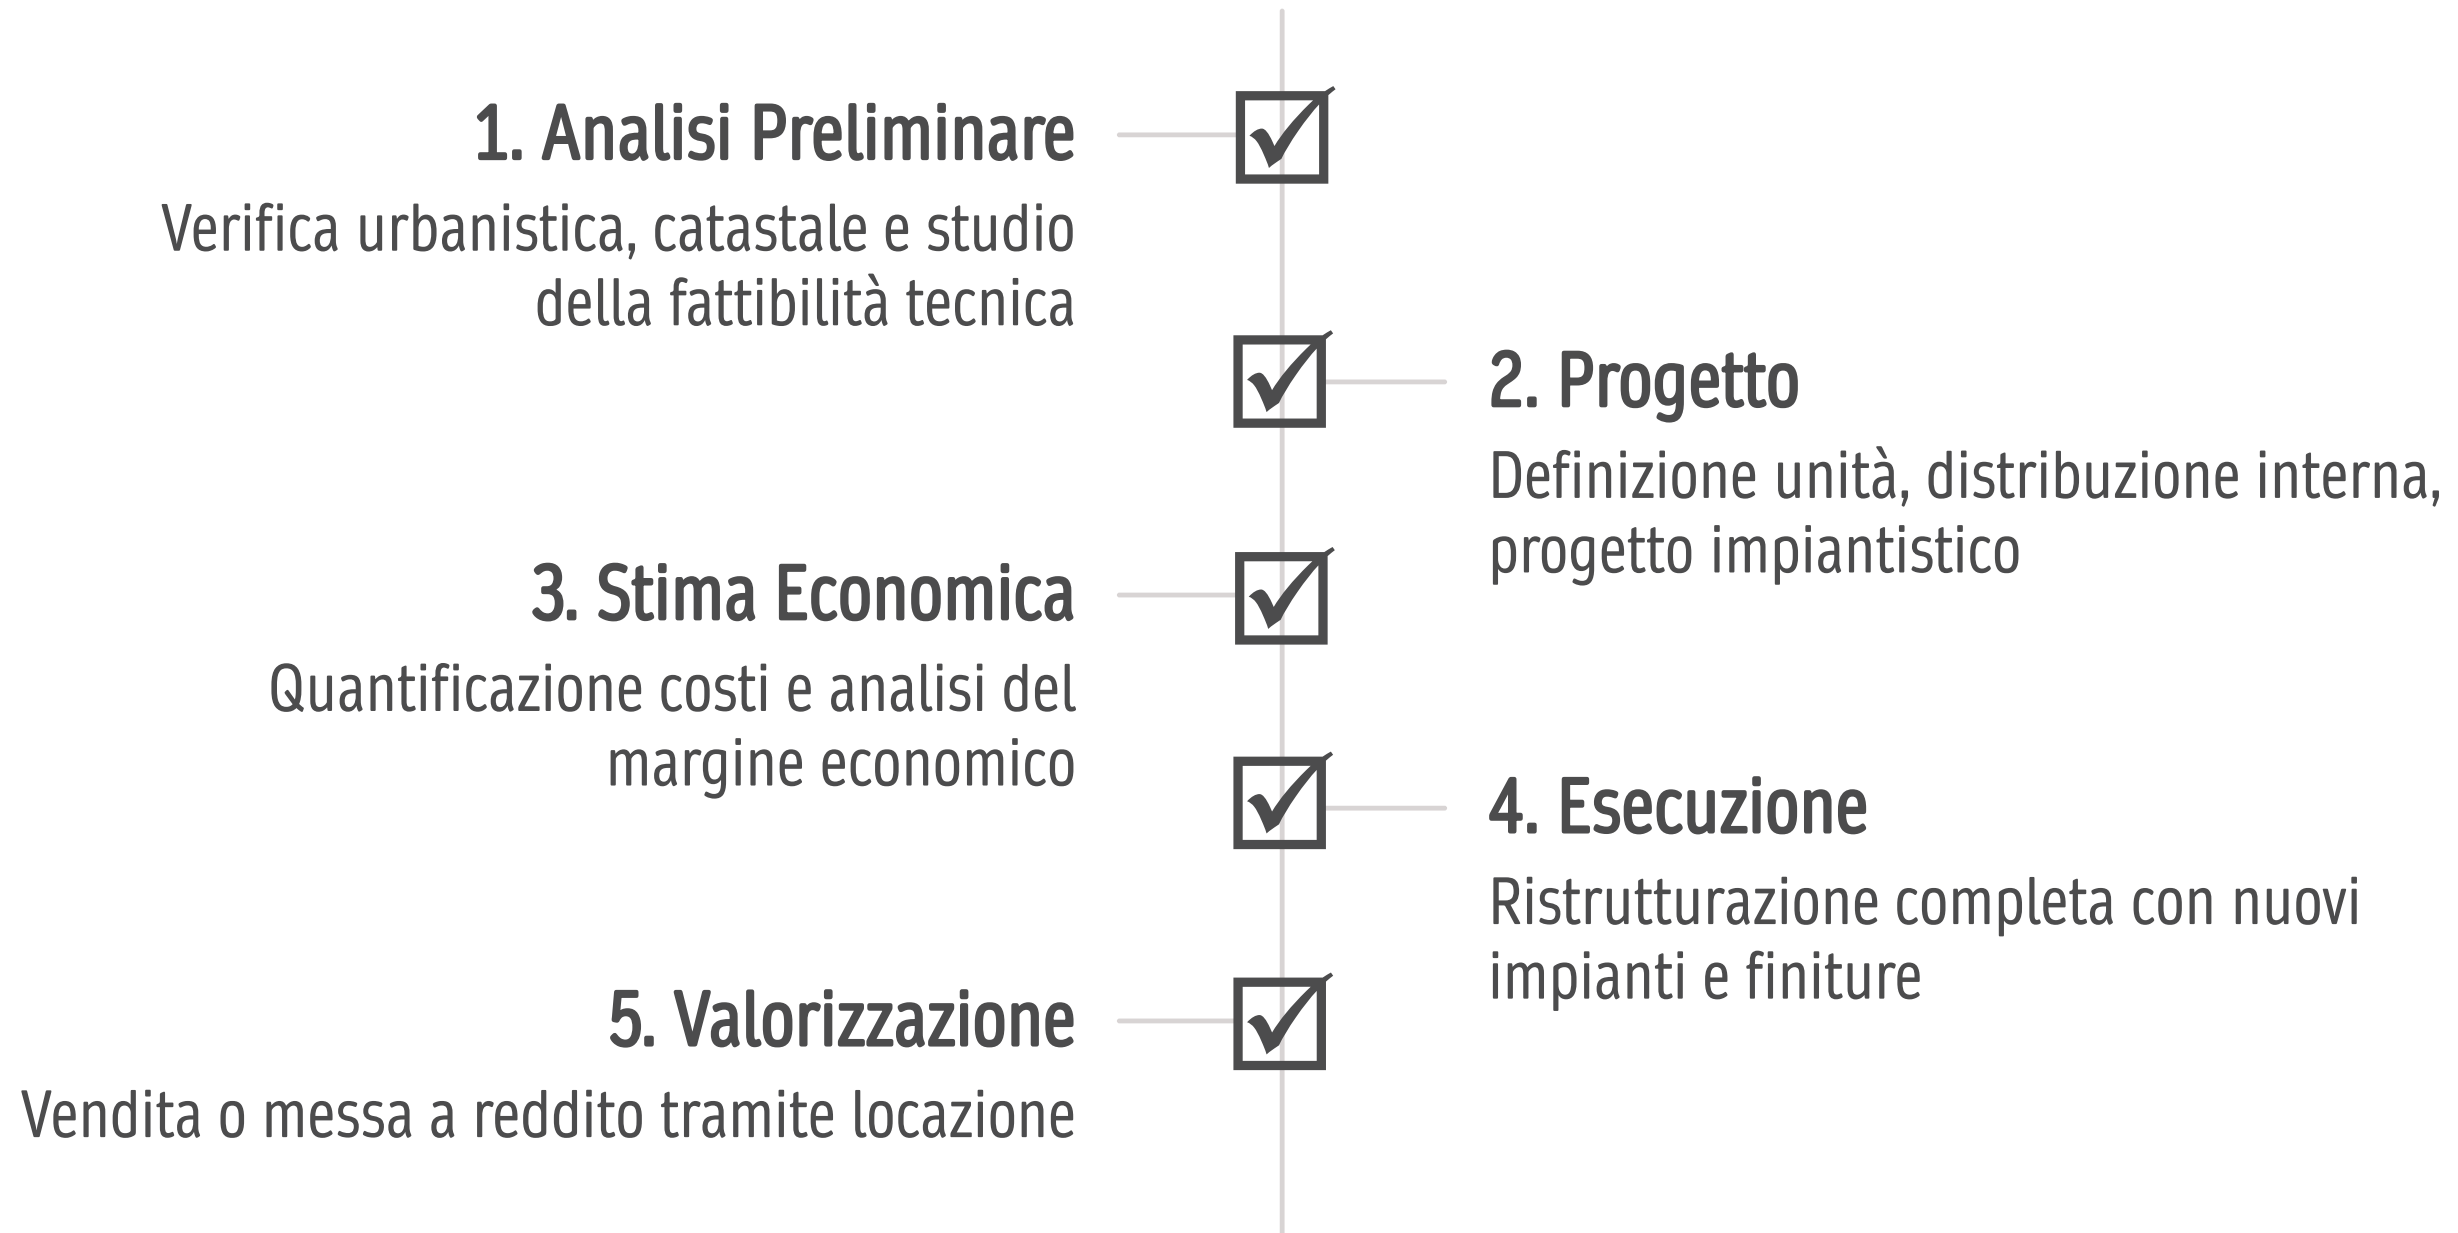 1. Analisi Preliminare
Verifica urbanistica, catastale e studio
della fattibilità tecnica
2. Progetto
Definizione unità, distribuzione interna,
progetto impiantistico
3. Stima Economica
Quantificazione costi e analisi del
margine economico
4. Esecuzione
Ristrutturazione completa con nuovi
impianti e finiture
5. Valorizzazione
Vendita o messa a reddito tramite locazione